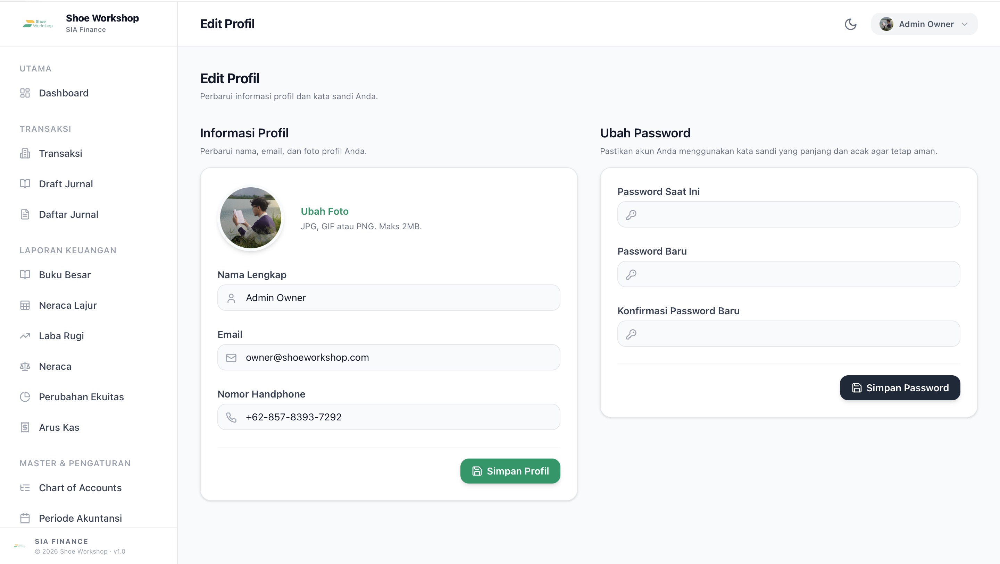 Shoe
Workshop
Shoe Workshop
SIA Finance
Edit Profil
Admin Owner
UTAMA
Dashboard
TRANSAKSI
Transaksi
Draft Jurnal
Daftar Jurnal
LAPORAN KEUANGAN
Buku Besar
Neraca Lajur
Laba Rugi
Neraca
Perubahan Ekuitas
Arus Kas
MASTER & PENGATURAN
Chart of Accounts
Periode Akuntansi
SIA FINANCE
© 2026 Shoe Workshop · v1.0
Edit Profil
Perbarui informasi profil dan kata sandi Anda.
Informasi Profil
Perbarui nama, email, dan foto profil Anda.
Ubah Foto
JPG, GIF atau PNG. Maks 2MB.
Nama Lengkap
Admin Owner
Email
owner@shoeworkshop.com
Nomor Handphone
+62-857-8393-7292
Simpan Profil
Ubah Password
Pastikan akun Anda menggunakan kata sandi yang panjang dan acak agar tetap aman.
Password Saat Ini
Password Baru
Konfirmasi Password Baru
Simpan Password